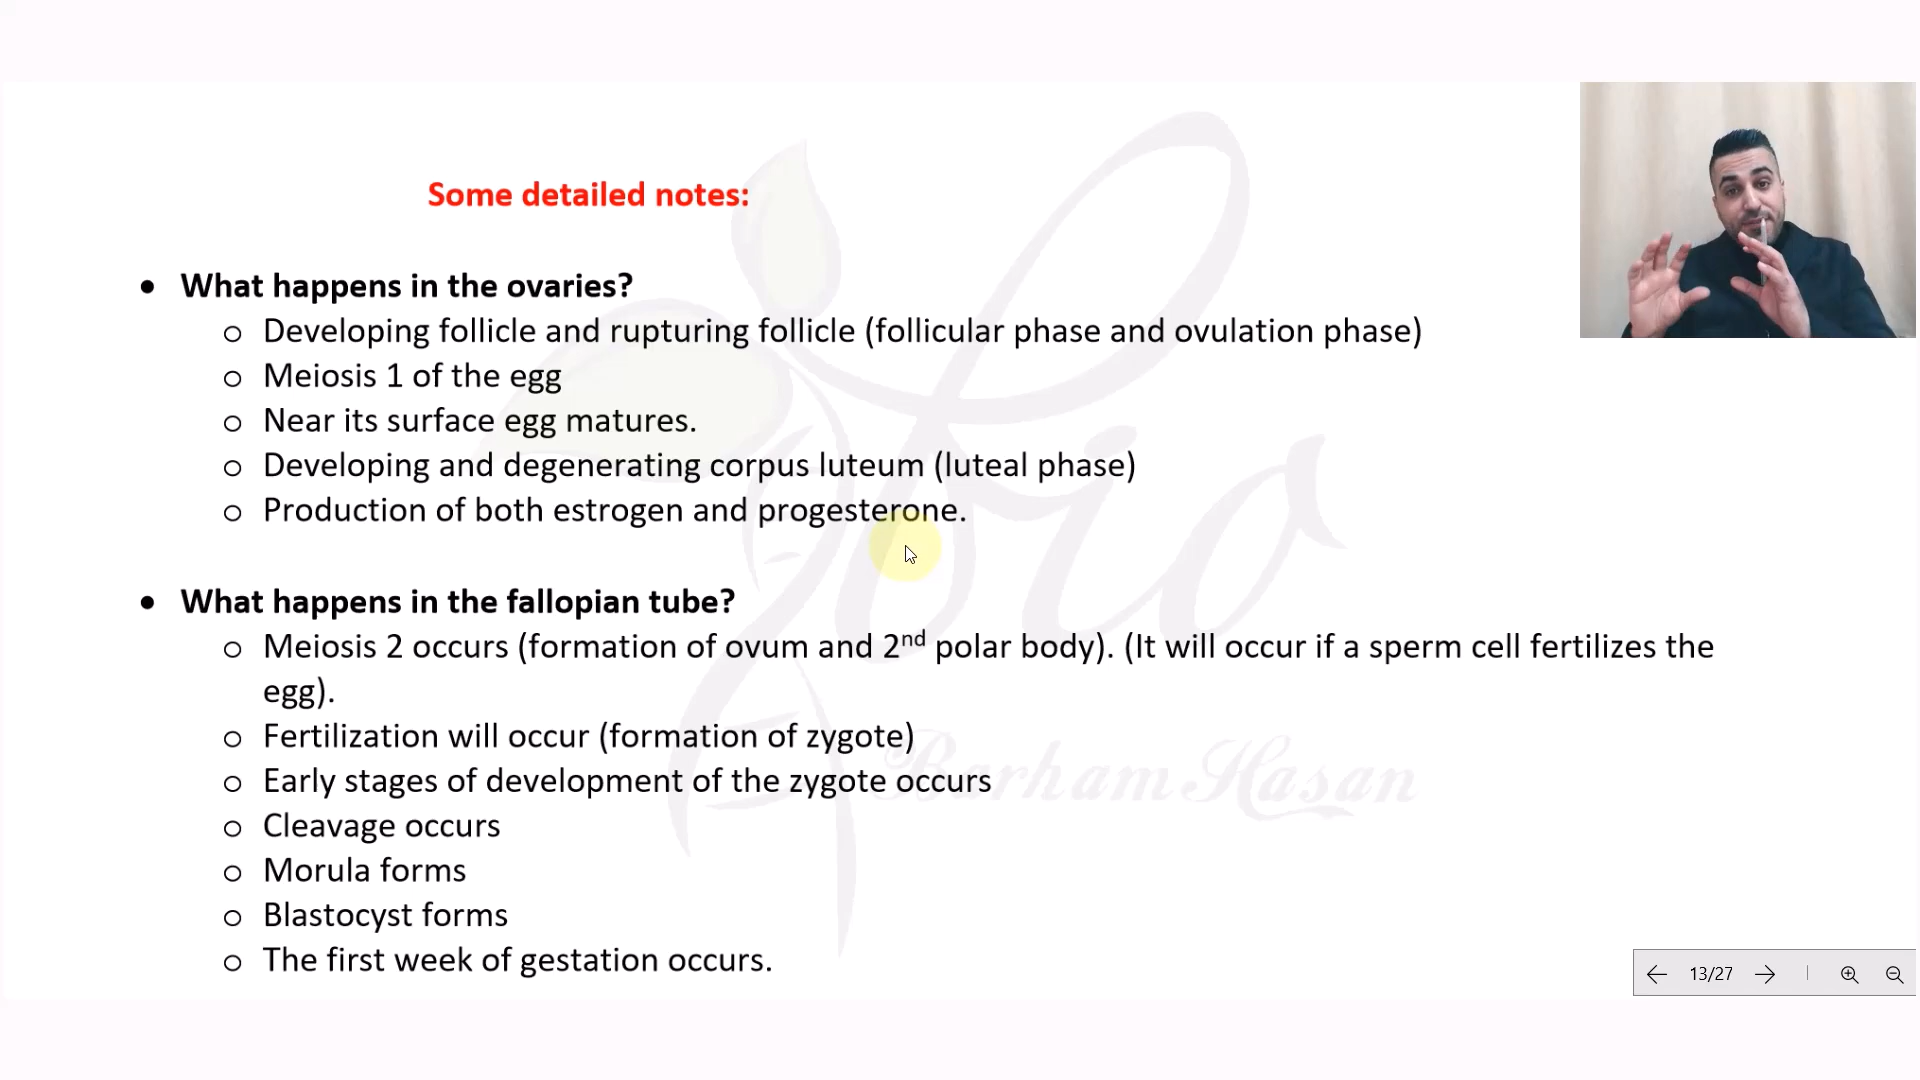 Some detailed notes:
• What happens in the ovaries?
o Developing follicle and rupturing follicle (follicular phase and ovulation phase)
o Meiosis 1 of the egg
o Near its surface egg matures.
o Developing and degenerating corpus luteum (luteal phase)
o Production of both estrogen and progesterone.
• What happens in the fallopian tube?
o Meiosis 2 occurs (formation of ovum and 2nd polar body). (It will occur if a sperm cell fertilizes the
egg).
o Fertilization will occur (formation of zygote)
o Early stages of development of the zygote occurs
o Cleavage occurs
o Morula forms
o Blastocyst forms
o The first week of gestation occurs.
Bio
Barham Hasan
13/27